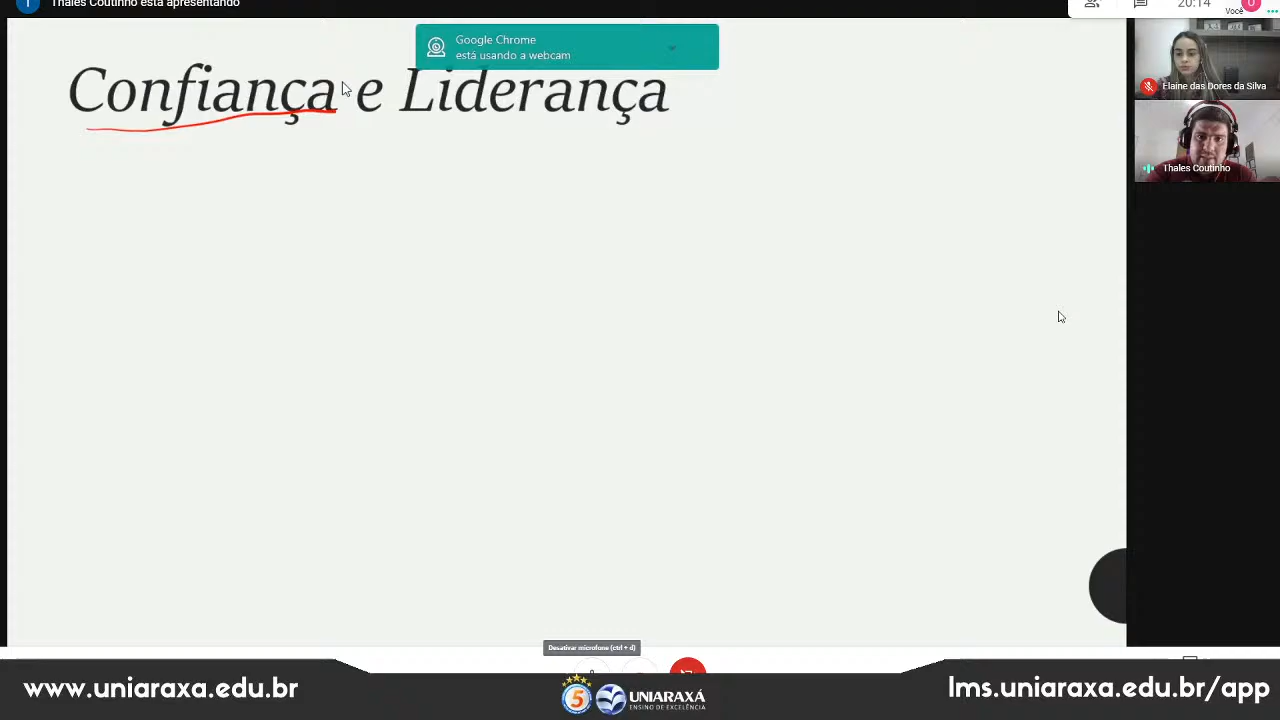 Thales Coutinho está apresentando
20:14
Você
Google Chrome
está usando a webcam
Confiança e Liderança
Elaine das Dores da Silva
Thales Coutinho
Desativar microfone (ctrl + d)
www.uniaraxa.edu.br
5
UNIARAXÁ
ENSINO DE EXCELÊNCIA
lms.uniaraxa.edu.br/app